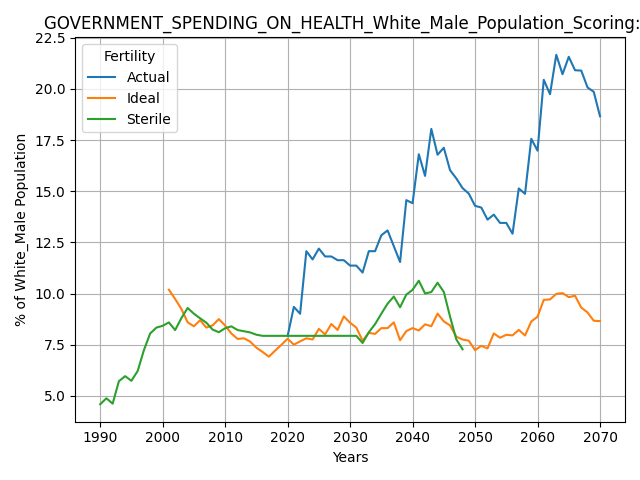 GOVERNMENT_SPENDING_ON_HEALTH_White_Male_Population_Scoring:
22.5
20.0
17.5
15.0
12.5
10.0
7.5
5.0
% of White_Male Population
Fertility
Actual
Ideal
Sterile
1990 2000 2010 2020 2030 2040 2050 2060 2070
Years